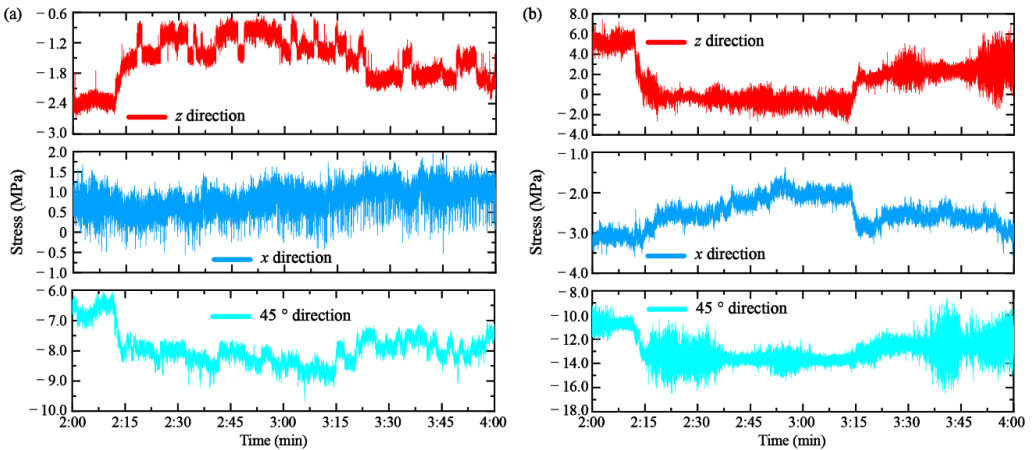 (a)
− 0.6
− 1.2
− 1.8
− 2.4
− 3.0
z direction
2.0
1.5
1.0
0.5
0
− 0.5
− 1.0
x direction
Stress (MPa)
− 6.0
− 7.0
− 8.0
− 9.0
− 10.0
45 ° direction
2:00 2:15 2:30 2:45 3:00 3:15 3:30 3:45 4:00
Time (min)
(b)
8.0
6.0
4.0
2.0
0
− 2.0
− 4.0
z direction
− 1.0
− 2.0
− 3.0
− 4.0
x direction
Stress (MPa)
− 8.0
− 10.0
− 12.0
− 14.0
− 16.0
− 18.0
45 ° direction
2:00 2:15 2:30 2:45 3:00 3:15 3:30 3:45 4:00
Time (min)